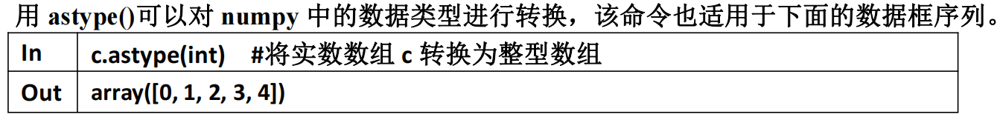 用 astype()可以对 numpy 中的数据类型进行转换，该命令也适用于下面的数据框序列。
In c.astype(int) #将实数数组 c 转换为整型数组
Out array([0, 1, 2, 3, 4])